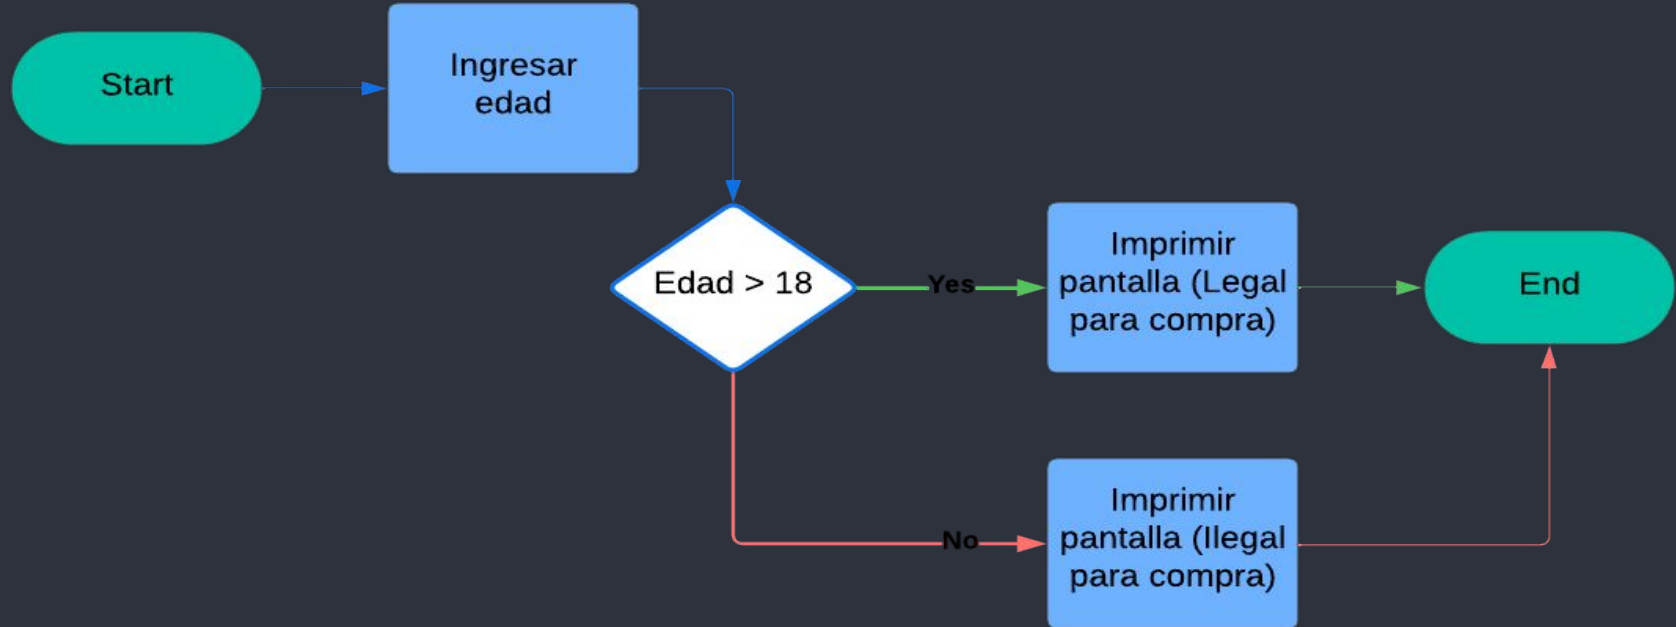 Start
Ingresar
edad
Edad > 18
Yes
Imprimir
pantalla (Legal
para compra)
End
No
Imprimir
pantalla (Ilegal
para compra)